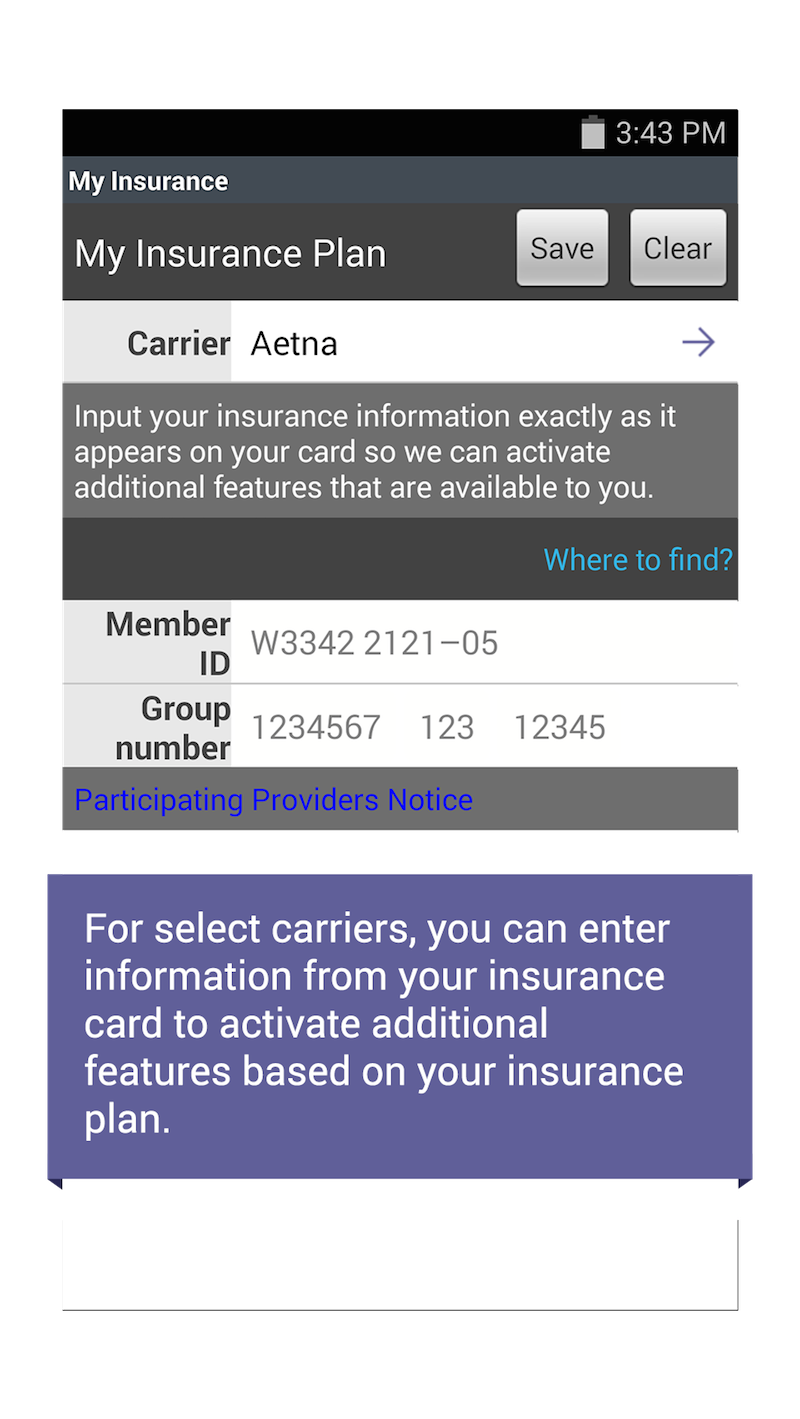 3:43 PM
My Insurance
My Insurance Plan Save Clear
Carrier Aetna
Input your insurance information exactly as it
appears on your card so we can activate
additional features that are available to you.
Where to find?
Member
ID
W3342 2121–05
Group
number
1234567 123 12345
Participating Providers Notice
For select carriers, you can enter
information from your insurance
card to activate additional
features based on your insurance
plan.